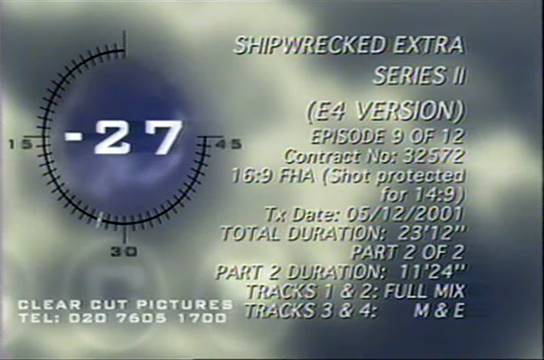 SHIPWRECKED EXTRA
SERIES II
(E4 VERSION)
EPISODE 9 OF 12
Contract No: 32572
16:9 FHA (Shot protected
for 14:9)
Tx Date: 05/12/2001
TOTAL DURATION: 23'12"
PART 2 OF 2
PART 2 DURATION: 11'24"
TRACKS 1 & 2: FULL MIX
TRACKS 3 & 4: M & E
-27
15
45
30
CLEAR CUT PICTURES
TEL: 020 7605 1700